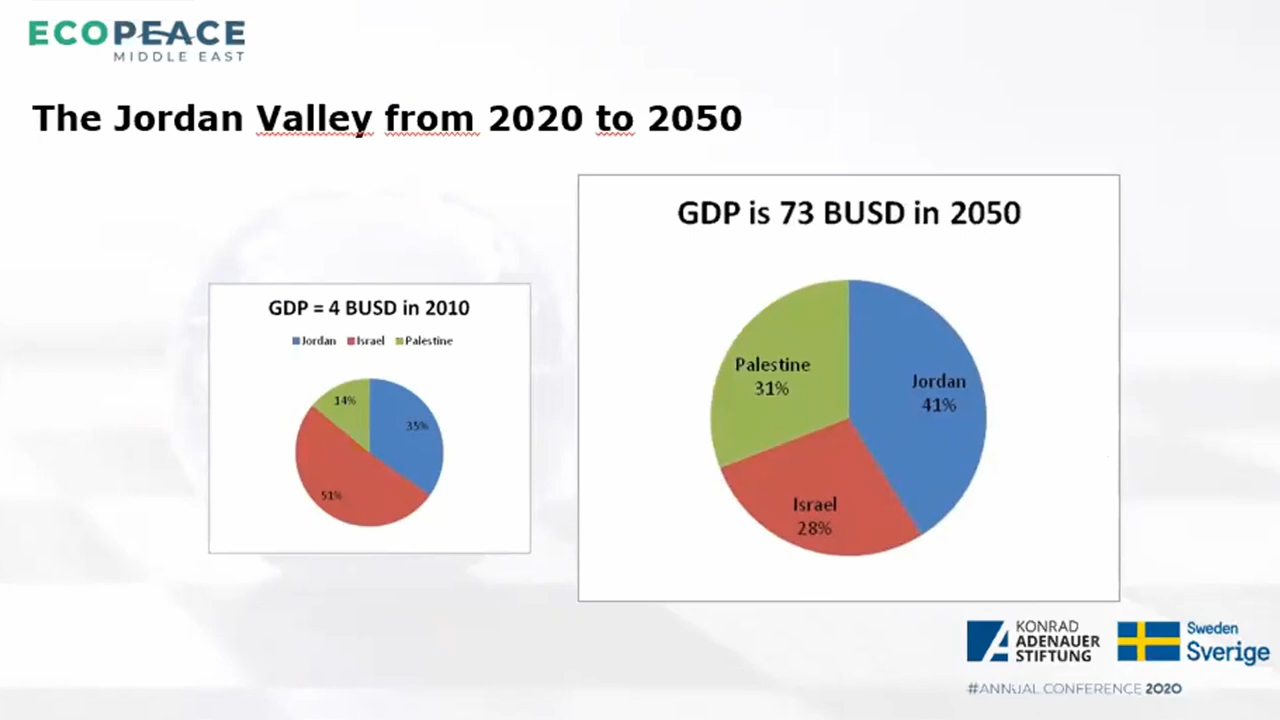 ECOPEACE
MIDDLE EAST
The Jordan Valley from 2020 to 2050
GDP = 4 BUSD in 2010
Jordan Israel Palestine
14%
35%
51%
GDP is 73 BUSD in 2050
Palestine
31%
Jordan
41%
Israel
28%
KONRAD
ADENAUER
STIFTUNG
Sweden
Sverige
#ANNUAL CONFERENCE 2020